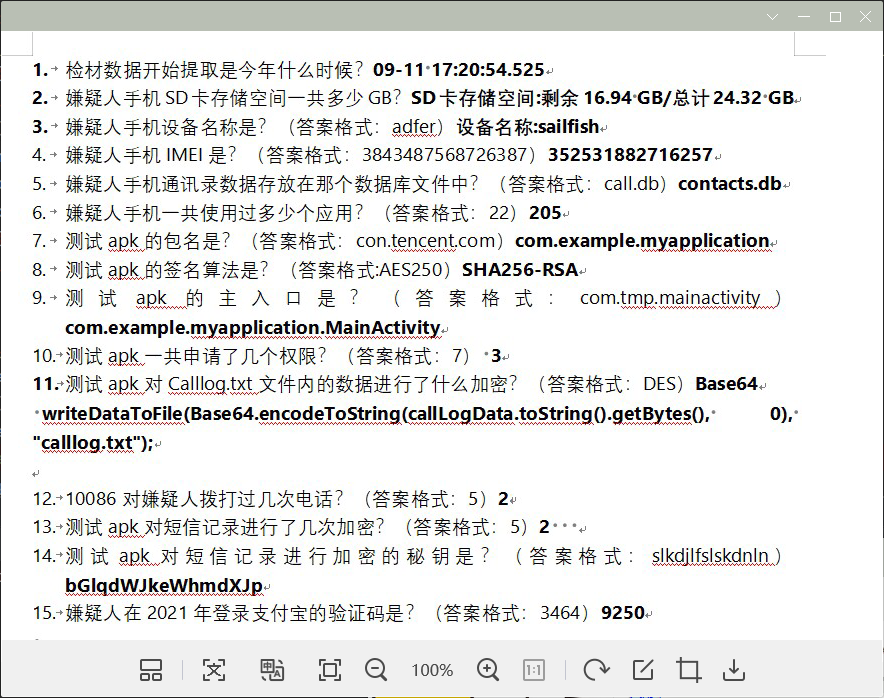 1. 检材数据开始提取是今年什么时候？09-11 17:20:54.525
2. 嫌疑人手机SD卡存储空间一共多少GB？SD卡存储空间:剩余 16.94 GB/总计 24.32 GB
3. 嫌疑人手机设备名称是？（答案格式：adfer）设备名称:sailfish
4. 嫌疑人手机 IMEI 是？（答案格式：3843487568726387）352531882716257
5. 嫌疑人手机通讯录数据存放在那个数据库文件中？（答案格式：call.db）contacts.db
6. 嫌疑人手机一共使用过多少个应用？（答案格式：22）205
7. 测试 apk 的包名是？（答案格式：con.tencent.com）com.example.myapplication
8. 测试 apk 的签名算法是？（答案格式:AES250）SHA256-RSA
9. 测试 apk 的主入口是？（答案格式：com.tmp.mainactivity ）
com.example.myapplication.MainActivity
10. 测试 apk 一共申请了几个权限？（答案格式：7） 3
11. 测试 apk 对 Calllog.txt 文件内的数据进行了什么加密？（答案格式：DES）Base64
writeDataToFile(Base64.encodeToString(callLogData.toString().getBytes(), 0),
"calllog.txt");
12. 10086 对嫌疑人拨打过几次电话？（答案格式：5）2
13. 测试 apk 对短信记录进行了几次加密？（答案格式：5）2
14. 测试 apk 对短信记录进行加密的秘钥是？（答案格式：slkdjlfslskdnln）
bGlqdWJkeWhmdXJp
15. 嫌疑人在 2021 年登录支付宝的验证码是？（答案格式：3464）9250
100%
1:1